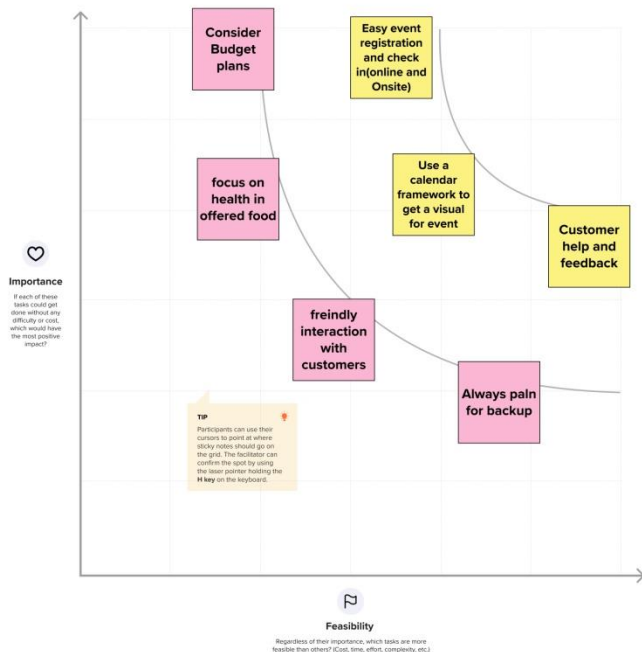 Consider
Budget
plans
Easy event
registration
and check
in(online and
Onsite)
focus on
health in
offered food
Use a
calendar
framework to
get a visual
for event
Customer
help and
feedback
Importance
If each of these
tasks could get
done without any
difficulty or cost,
which would have
the most positive
impact?
freindly
interaction
with
customers
Always paln
for backup
TIP
Participants can use their
cursors to point at where
sticky notes should go on
the grid. The facilitator can
confirm the spot by using
the laser pointer holding the
H key on the keyboard.
Feasibility
Regardless of their importance, which tasks are more
feasible than others? (Cost, time, effort, complexity, etc.)